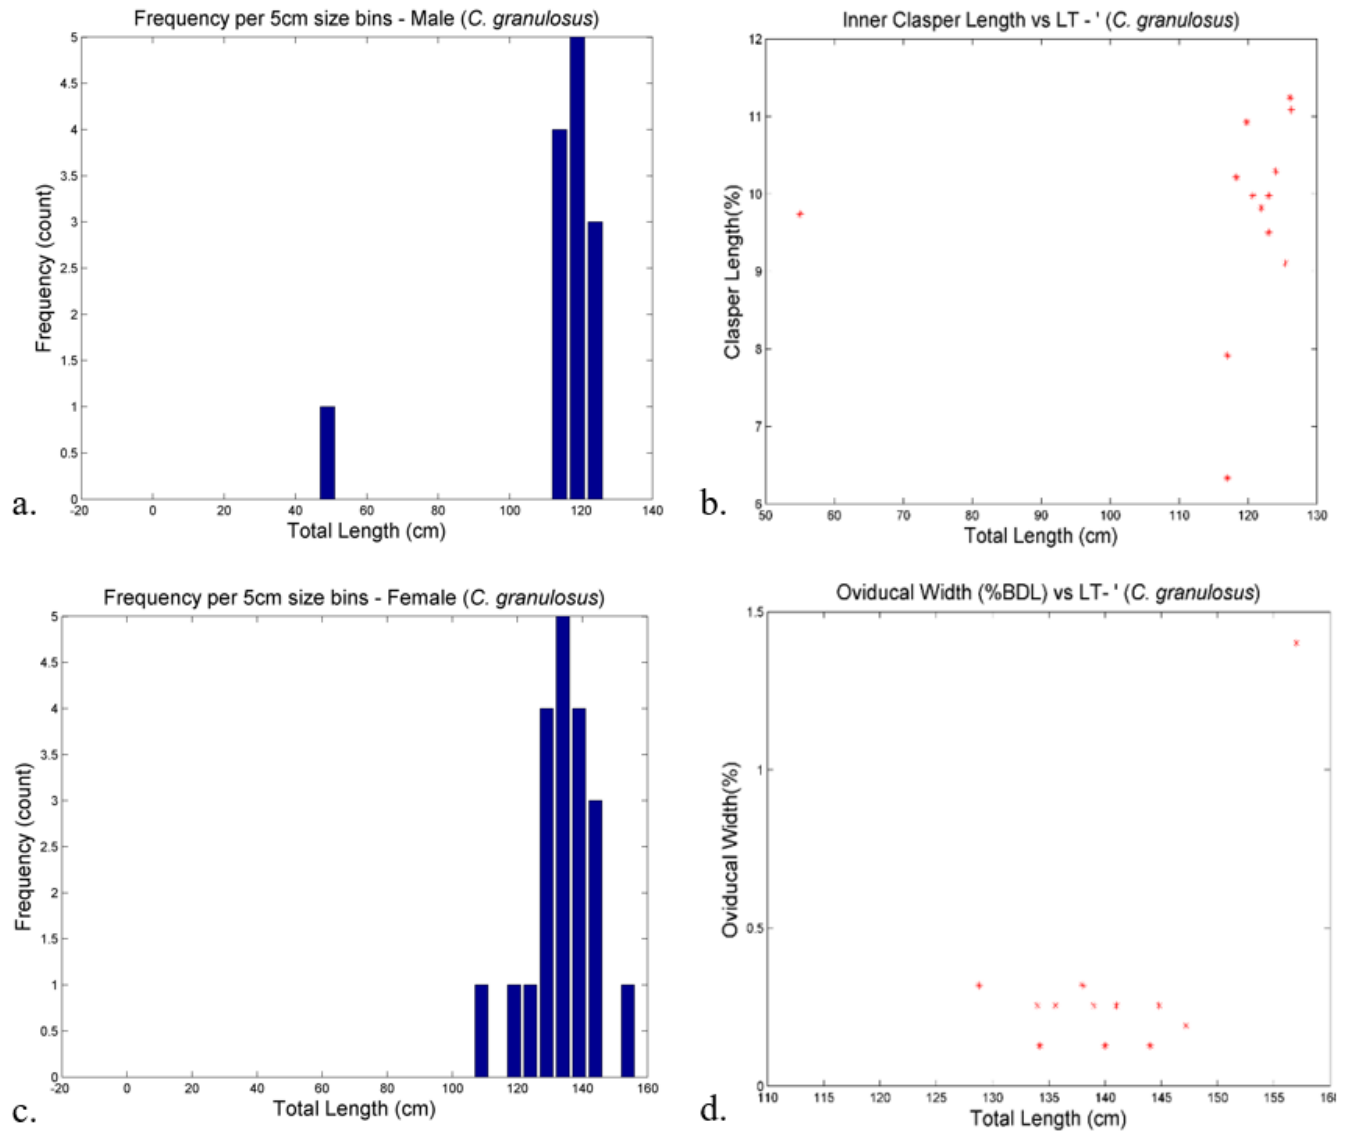 Frequency per 5cm size bins - Male (C. granulosus)
5
4.5
4
3.5
3
2.5
2
1.5
1
0.5
0
Frequency (count)
-20 0 20 40 60 80 100 120 140
Total Length (cm)
a.
Inner Clasper Length vs LT - ' (C. granulosus)
12
11
10
9
8
7
6
Clasper Length(%)
50 60 70 80 90 100 110 120 130
Total Length (cm)
b.
Frequency per 5cm size bins - Female (C. granulosus)
5
4.5
4
3.5
3
2.5
2
1.5
1
0.5
0
Frequency (count)
-20 0 20 40 60 80 100 120 140 160
Total Length (cm)
c.
Oviducal Width (%BDL) vs LT- ' (C. granulosus)
1.5
1
0.5
0
Oviducal Width(%)
110 115 120 125 130 135 140 145 150 155
Total Length (cm)
d.